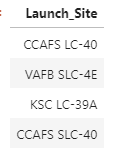 Launch_Site
CCAFS LC-40
VAFB SLC-4E
KSC LC-39A
CCAFS SLC-40